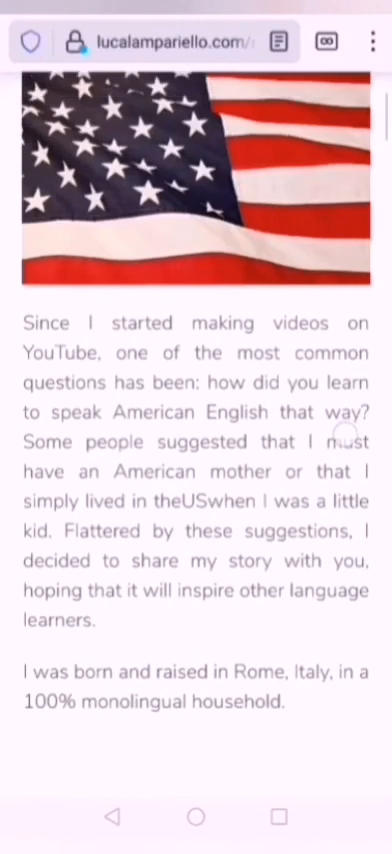 lucalampariello.com/
Since I started making videos on
YouTube, one of the most common
questions has been: how did you learn
to speak American English that way?
Some people suggested that I must
have an American mother or that I
simply lived in theUSwhen I was a little
kid. Flattered by these suggestions, I
decided to share my story with you,
hoping that it will inspire other language
learners.
I was born and raised in Rome, Italy, in a
100% monolingual household.